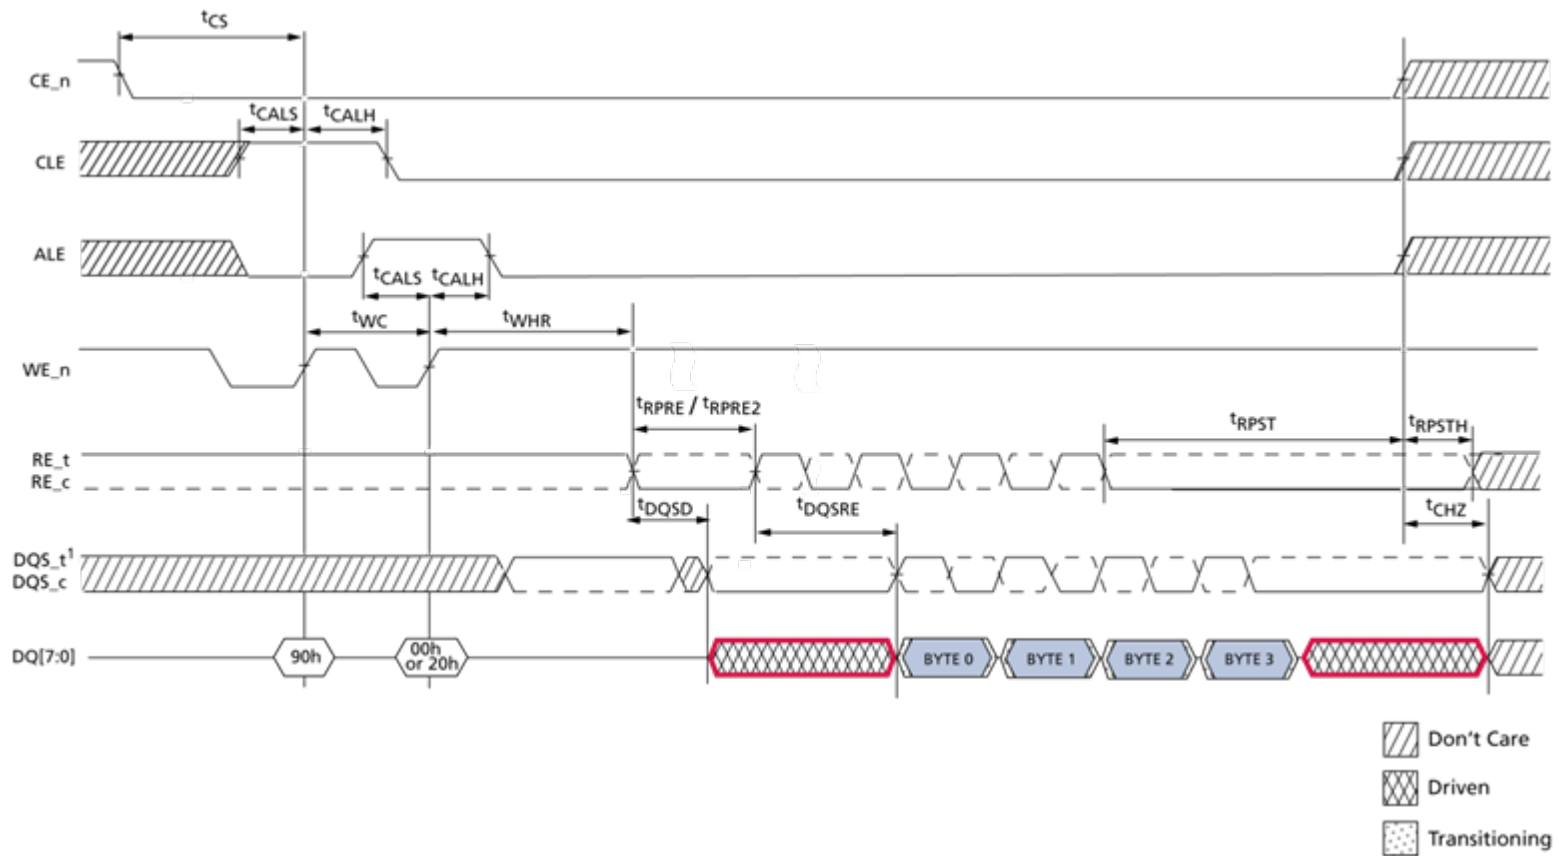 tCS
CE_n
tCALS
tCALH
CLE
ALE
tCALS
tCALH
tWC
tWHR
WE_n
tRPRE / tRPRE2
tRPST
tRPSTH
RE_t
RE_c
tDQSD
tDQSRE
tCHZ
DQS_t1
DQS_c
DQ[7:0]
90h
00h
or 20h
BYTE 0
BYTE 1
BYTE 2
BYTE 3
Don't Care
Driven
Transitioning